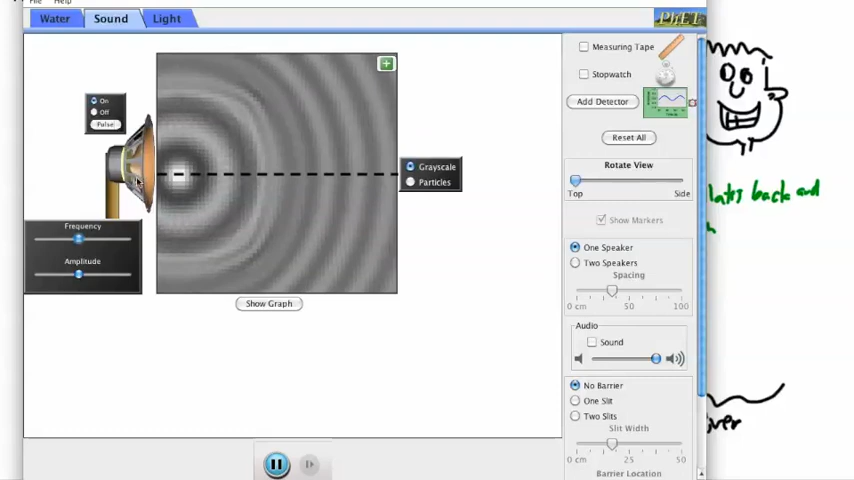 File Help
Water Sound Light
PhET
Measuring Tape
Stopwatch
On
Off
Pulse
Add Detector
Reset All
Grayscale
Particles
Rotate View
Top Side
back and
Show Markers
Frequency
Amplitude
One Speaker
Two Speakers
Spacing
0 cm 50 100
Show Graph
Audio
Sound
No Barrier
One Slit
Two Slits
Slit Width
0 cm 25 50
Barrier Location